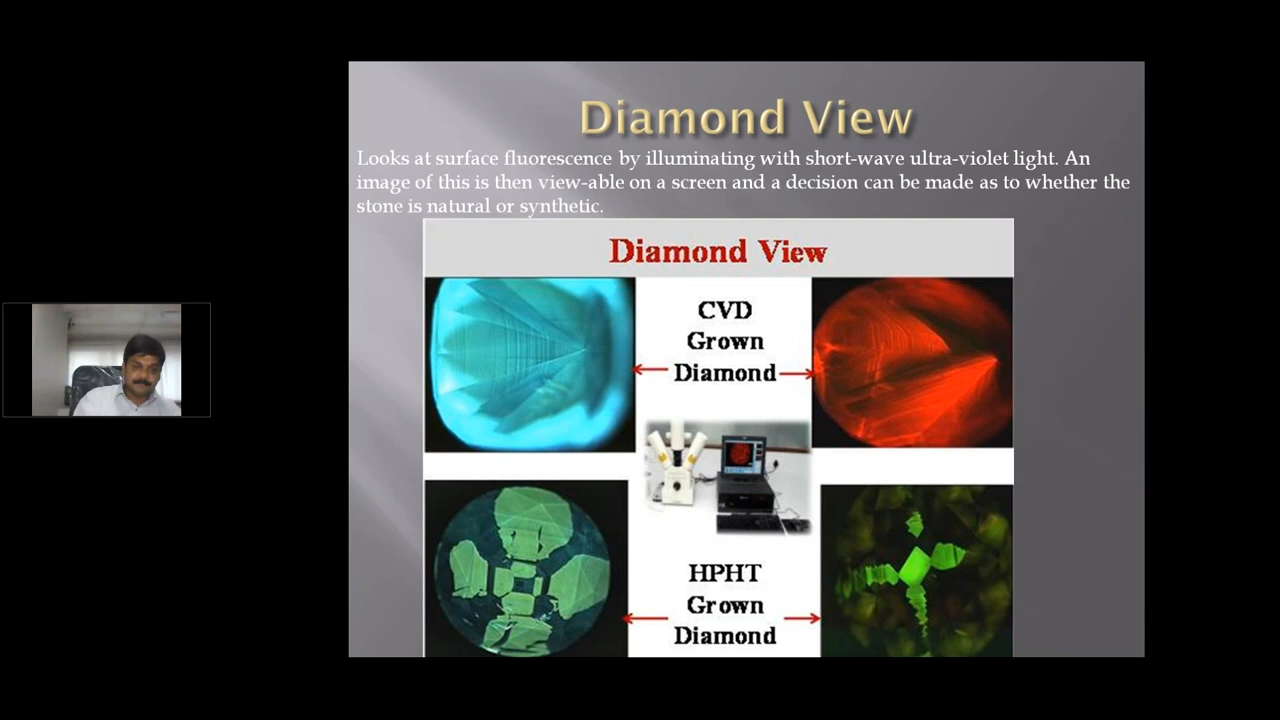 Diamond View
Looks at surface fluorescence by illuminating with short-wave ultra-violet light. An
image of this is then view-able on a screen and a decision can be made as to whether the
stone is natural or synthetic.
Diamond View
CVD
Grown
Diamond
HPHT
Grown
Diamond